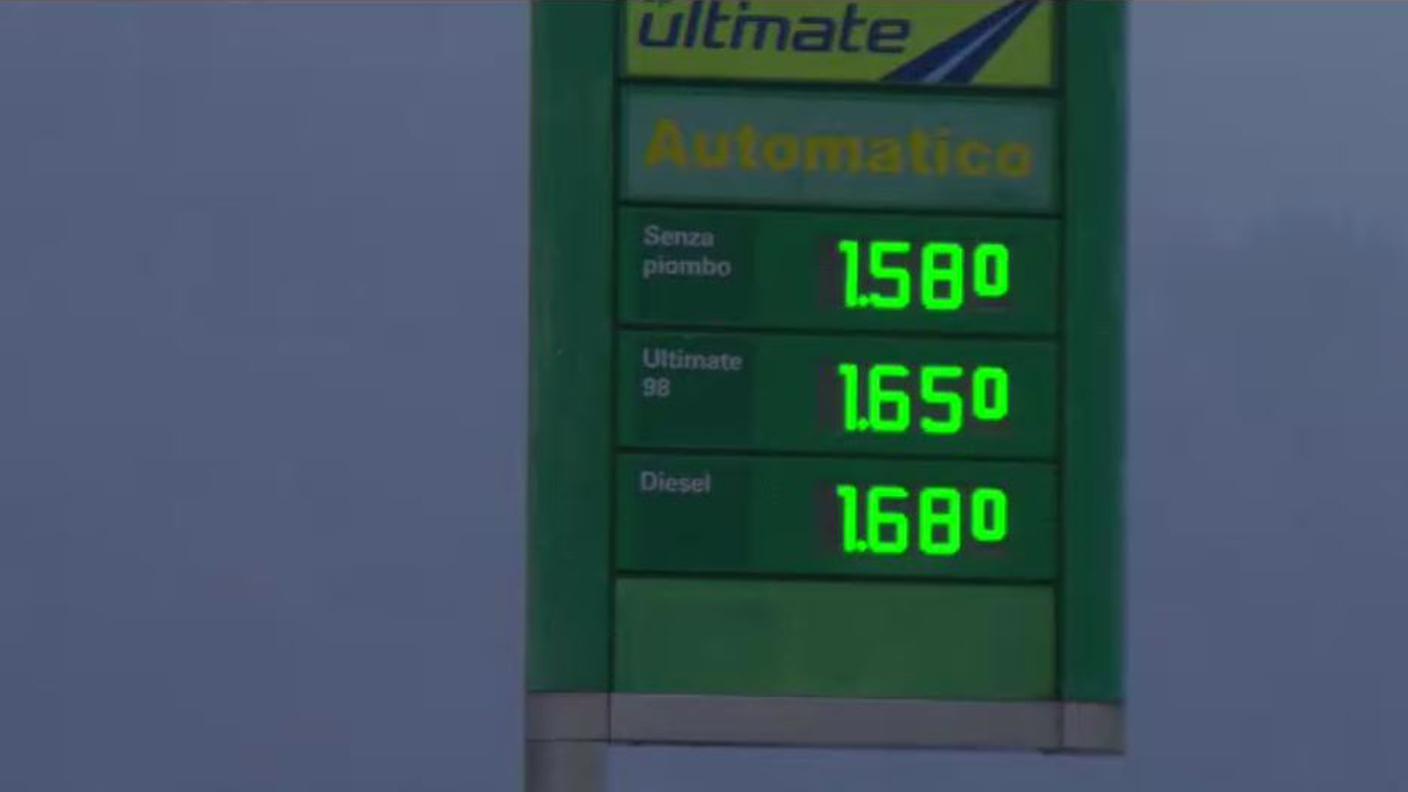 ultimate
Automatico
Senza
piombo
1.580
Ultimate
98
1.650
Diesel
1.680